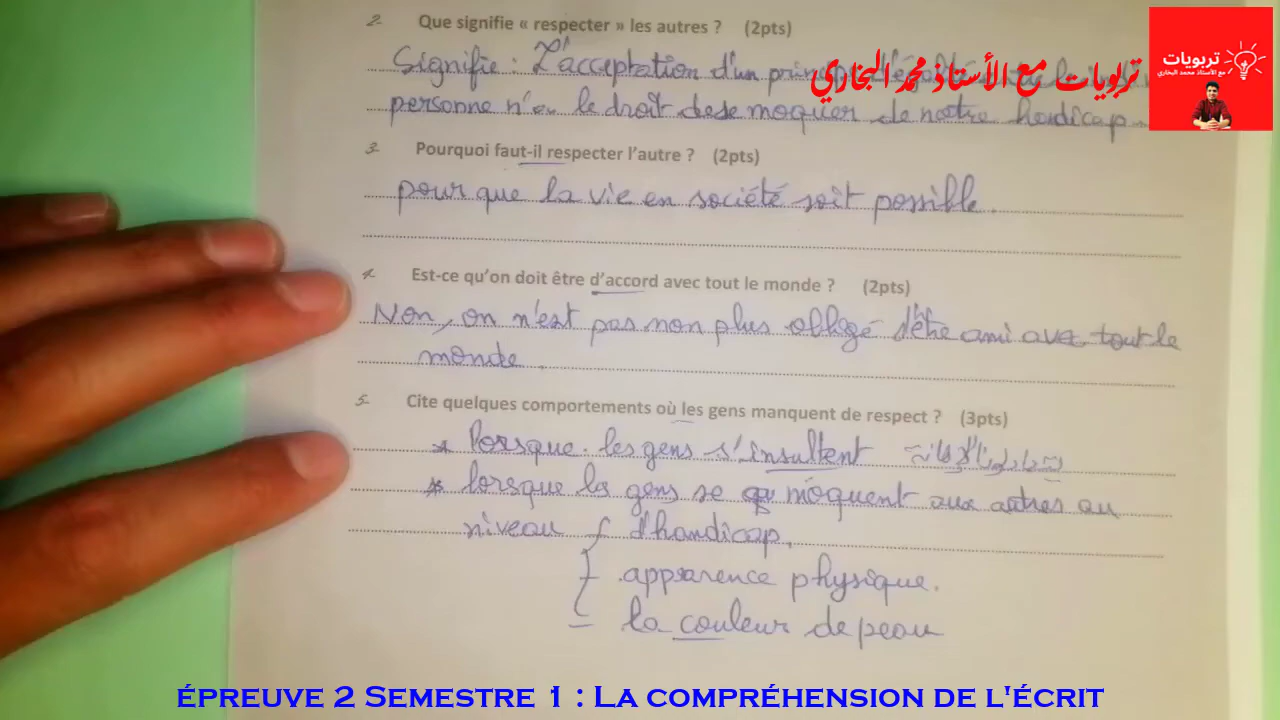 2. Que signifie « respecter » les autres ? (2pts)
Signifie : L'acceptation d'un
تربويات مع الأستاذ محمد البخاري
تربويات
مع الأستاذ محمد البخاري
personne n'a le droit de se moquer de notre handicap.
3. Pourquoi faut-il respecter l'autre ? (2pts)
pour que la vie en société soit possible.
4. Est-ce qu'on doit être d'accord avec tout le monde ? (2pts)
Non, on n'est pas non plus obligé d'être ami avec tout le
monde.
5. Cite quelques comportements où les gens manquent de respect ? (3pts)
* lorsque les gens s'insultent
* lorsque les gens se moquent aux autres au
niveau { d'handicap.
- apparence physique.
- la couleur de peau
épreuve 2 Semestre 1 : La compréhension de l'écrit